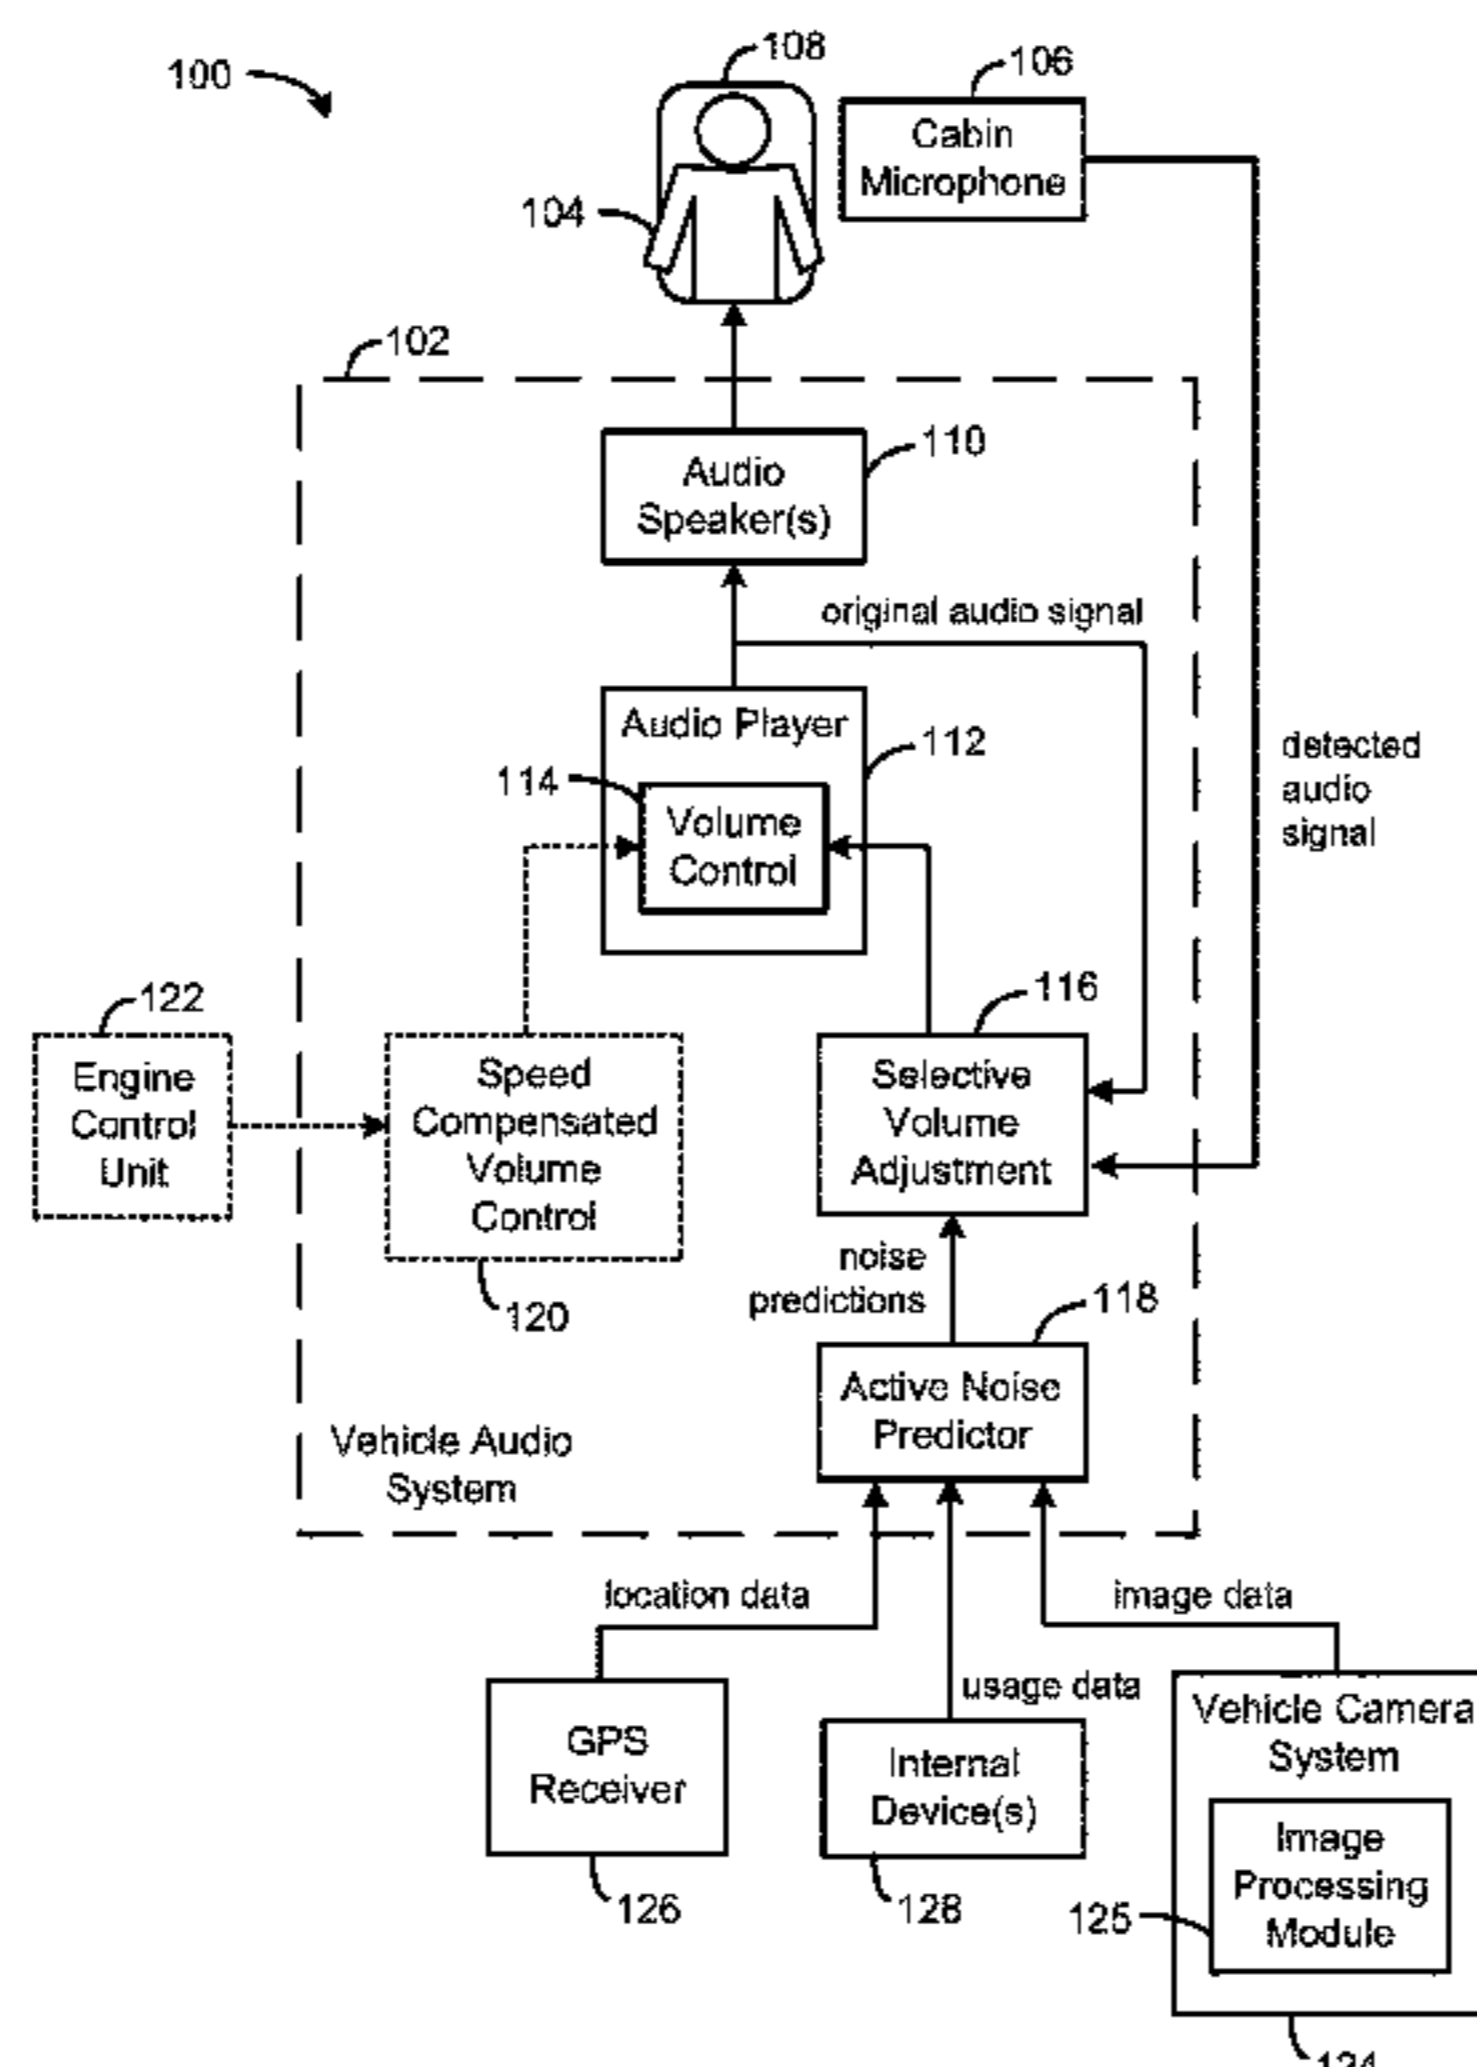 100
108
106
Cabin
Microphone
104
102
Audio
Speaker(s)
110
original audio signal
Audio Player
112
114
Volume
Control
detected
audio
signal
122
116
Engine
Control
Unit
Speed
Compensated
Volume
Control
Selective
Volume
Adjustment
120
noise
predictions
118
Active Noise
Predictor
Vehicle Audio
System
location data
image data
usage data
GPS
Receiver
Internal
Device(s)
Vehicle Camera
System
Image
Processing
Module
126
128
125